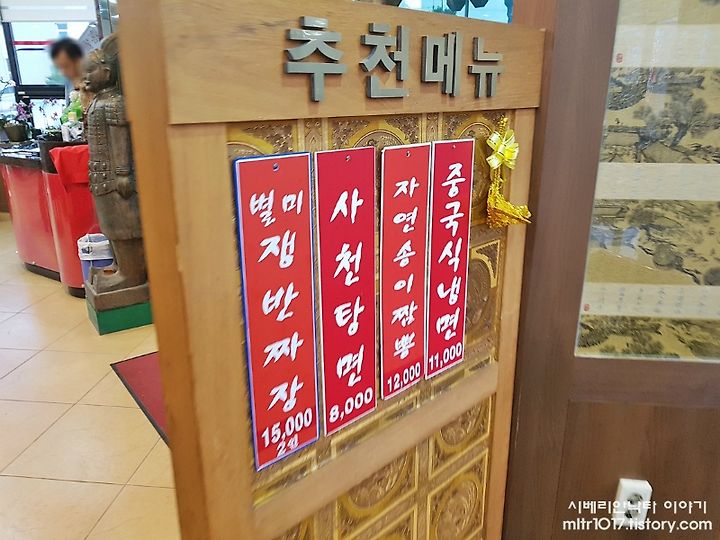 추천메뉴
별미
쟁반짜장
15,000
2인
사천탕면
8,000
자연송이짬뽕
12,000
중국식냉면
11,000
시베리안낙타 이야기
mltr1017.tistory.com